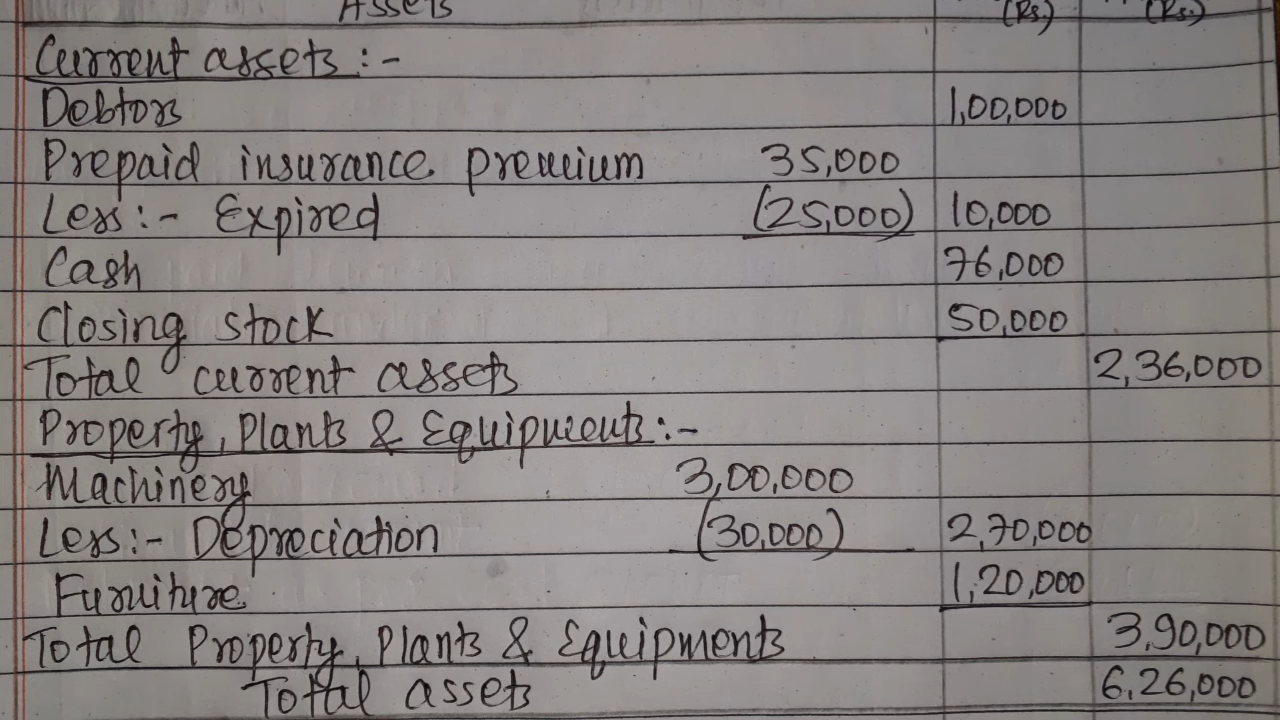 Assets (Rs.) (Rs.)
Current assets :-
Debtors 1,00,000
Prepaid insurance premium 35,000
Less :- Expired (25,000) 10,000
Cash 76,000
Closing stock 50,000
Total current assets 2,36,000
Property, Plants & Equipments :-
Machinery 3,00,000
Less :- Depreciation (30,000) 2,70,000
Furniture 1,20,000
Total Property, Plants & Equipments 3,90,000
Total assets 6,26,000